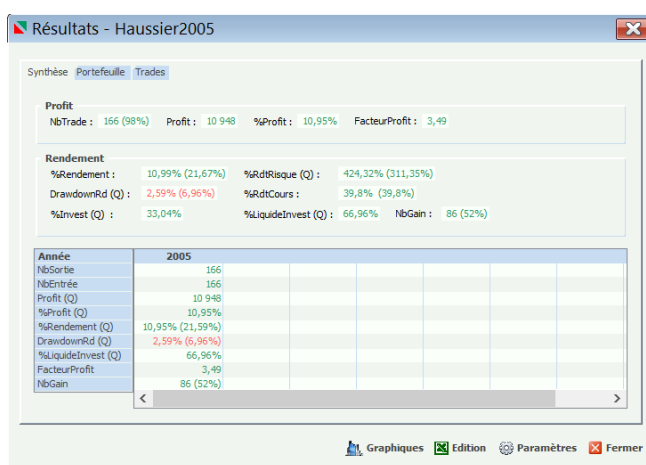 Résultats - Haussier2005
Synthèse Portefeuille Trades
Profit
NbTrade : 166 (98%) Profit : 10 948 %Profit : 10,95% FacteurProfit : 3,49
Rendement
%Rendement : 10,99% (21,67%) %RdtRisque (Q) : 424,32% (311,35%)
DrawdownRd (Q) : 2,59% (6,96%) %RdtCours : 39,8% (39,8%)
%Invest (Q) : 33,04% %LiquideInvest (Q) : 66,96% NbGain : 86 (52%)
Année 2005
NbSortie 166
NbEntrée 166
Profit (Q) 10 948
%Profit (Q) 10,95%
%Rendement (Q) 10,95% (21,59%)
DrawdownRd (Q) 2,59% (6,96%)
%LiquideInvest (Q) 66,96%
FacteurProfit 3,49
NbGain 86 (52%)
Graphiques Edition Paramètres Fermer